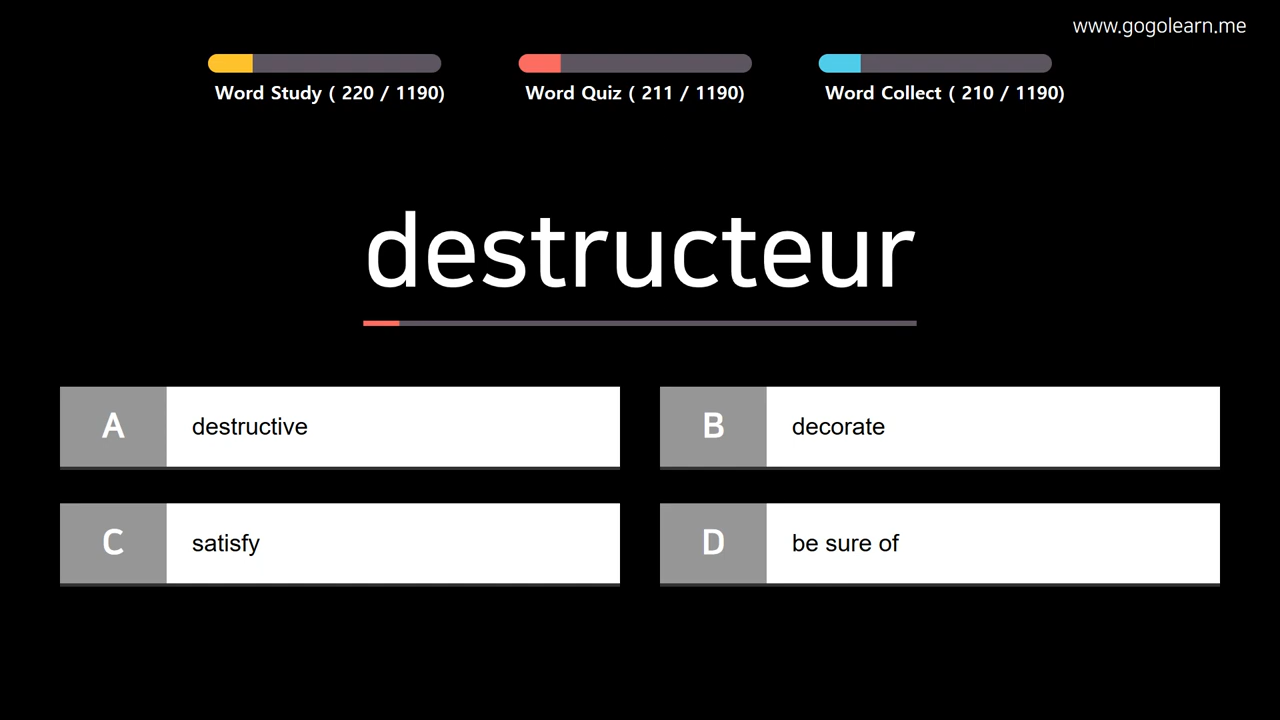 www.gogolearn.me
Word Study ( 220 / 1190)
Word Quiz ( 211 / 1190)
Word Collect ( 210 / 1190)
destructeur
A destructive
B decorate
C satisfy
D be sure of